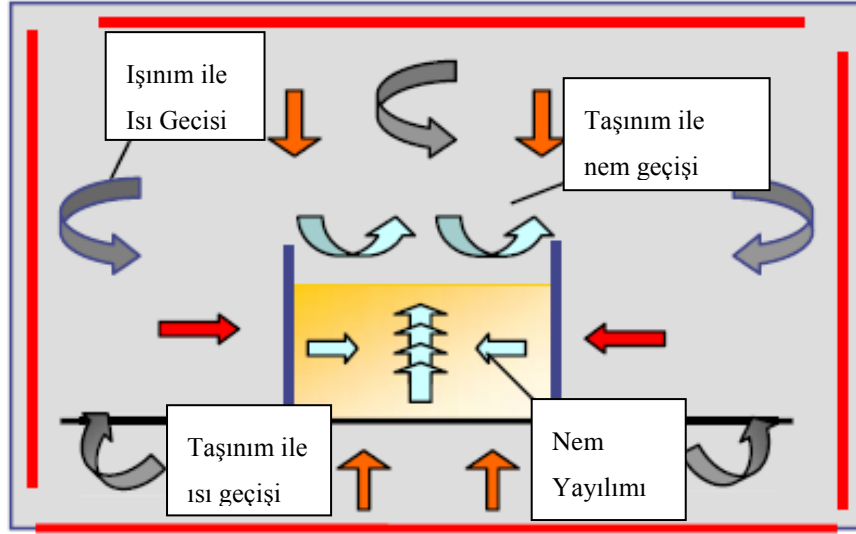 Işınım ile
Isı Gecisi
Taşınım ile
nem geçişi
Taşınım ile
ısı geçişi
Nem
Yayılımı